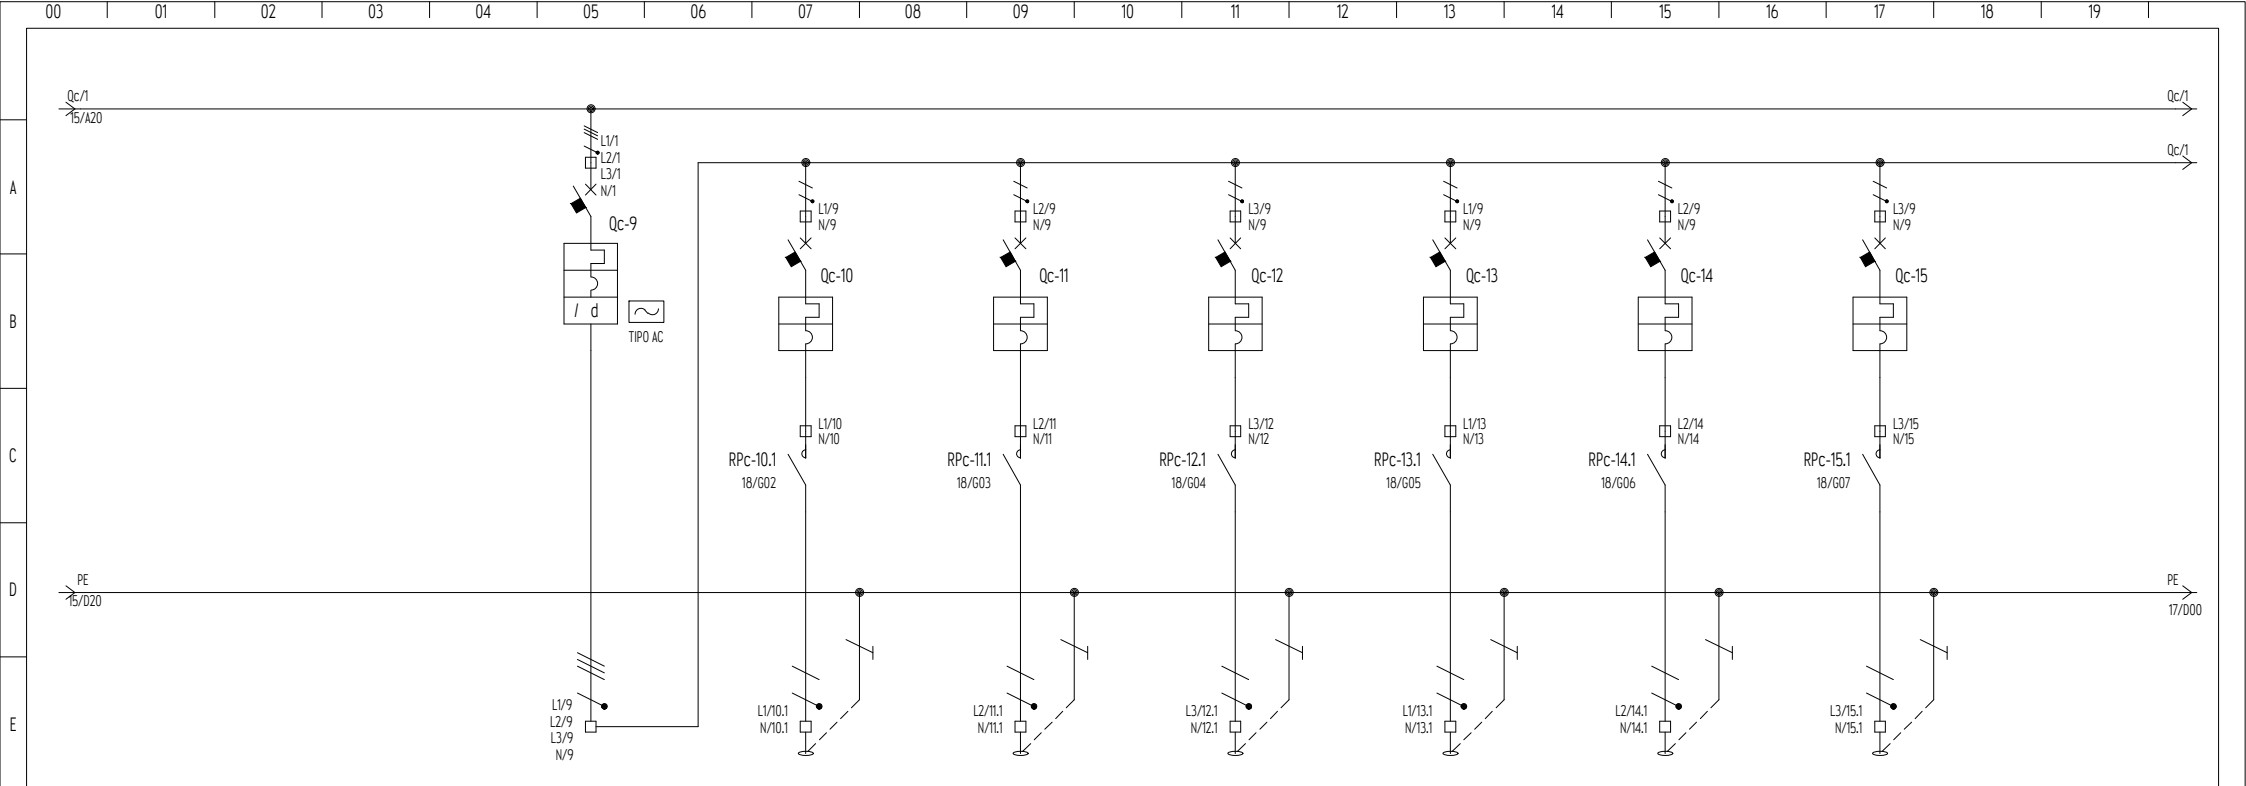 00 01 02 03 04 05 06 07 08 09 10 11 12 13 14 15 16 17 18 19
Qc/1 Qc/1
15/A20
L1/1
L2/1
L3/1
N/1
Qc/1
A
L1/9 L2/9 L3/9 L1/9 L2/9 L3/9
N/9 N/9 N/9 N/9 N/9 N/9
Qc-9
Qc-10 Qc-11 Qc-12 Qc-13 Qc-14 Qc-15
I d
B
TIPO AC
L1/10 L2/11 L3/12 L1/13 L2/14 L3/15
N/10 N/11 N/12 N/13 N/14 N/15
C
RPc-10.1 RPc-11.1 RPc-12.1 RPc-13.1 RPc-14.1 RPc-15.1
18/G02 18/G03 18/G04 18/G05 18/G06 18/G07
PE PE
D
15/D20 17/D00
L1/9
L2/9
L3/9
N/9
L1/10.1 L2/11.1 L3/12.1 L1/13.1 L2/14.1 L3/15.1
N/10.1 N/11.1 N/12.1 N/13.1 N/14.1 N/15.1
E